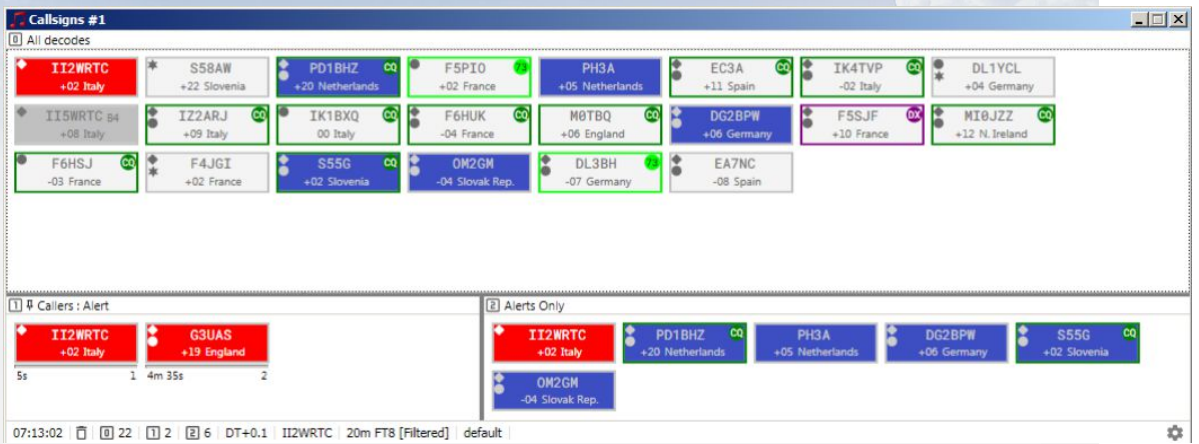 Callsigns #1
0 All decodes
II2WRTC S58AW PD1BHZ CQ F5PIO 73 PH3A EC3A CQ IK4TVP CQ DL1YCL
+02 Italy +22 Slovenia +20 Netherlands +02 France +05 Netherlands +11 Spain -02 Italy +04 Germany
II5WRTC B4 IZ2ARJ CQ IK1BXQ CQ F6HUK CQ M0TBQ CQ DG2BPW F5SJF DX MI0JZZ CQ
+08 Italy +09 Italy 00 Italy -04 France +06 England +06 Germany +10 France +12 N. Ireland
F6HSJ CQ F4JGI S55G CQ OM2GM DL3BH 73 EA7NC
-03 France +02 France +02 Slovenia -04 Slovak Rep. -07 Germany -08 Spain
1 Callers : Alert
II2WRTC G3UAS
+02 Italy +19 England
5s 1 4m 35s 2
2 Alerts Only
II2WRTC PD1BHZ CQ PH3A DG2BPW S55G CQ
+02 Italy +20 Netherlands +05 Netherlands +06 Germany +02 Slovenia
OM2GM
-04 Slovak Rep.
07:13:02 0 22 1 2 2 6 DT+0.1 II2WRTC 20m FT8 [Filtered] default